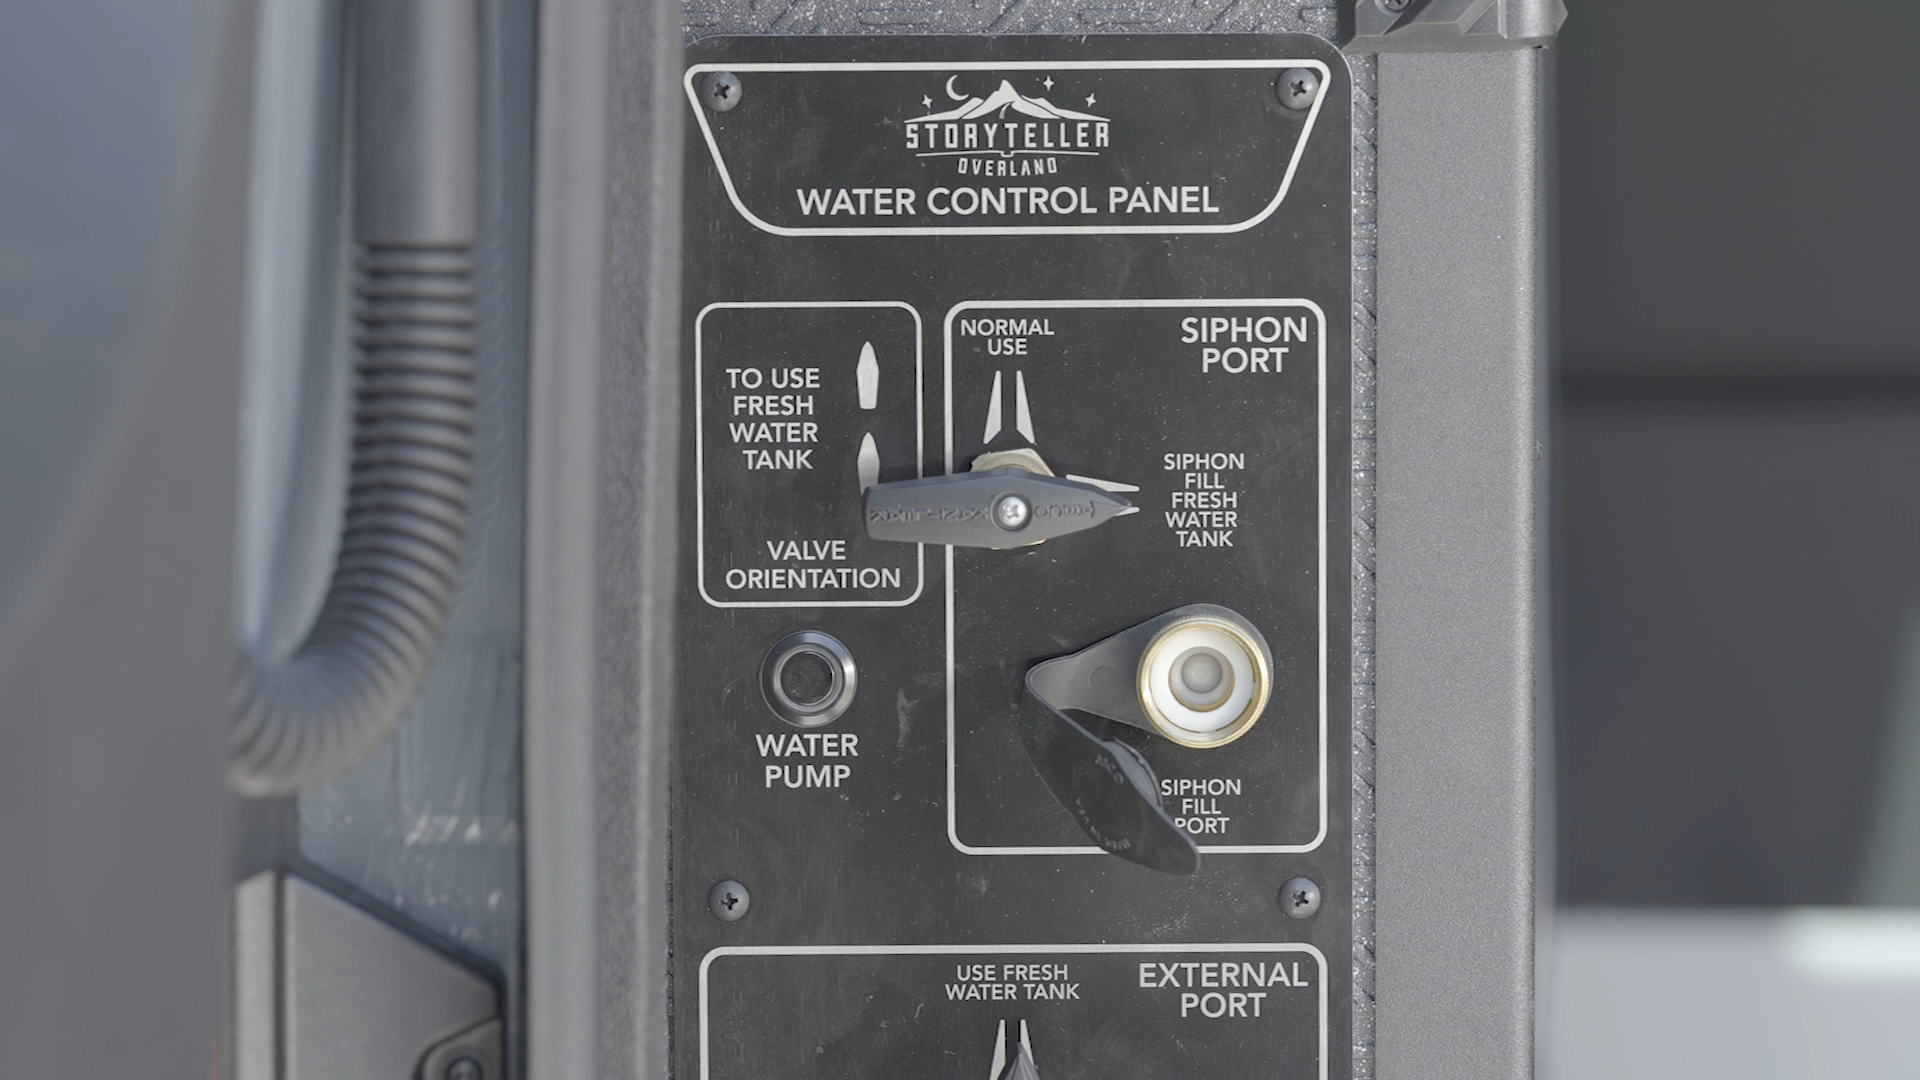 STORYTELLER
OVERLAND
WATER CONTROL PANEL
TO USE
FRESH
WATER
TANK
VALVE
ORIENTATION
NORMAL
USE
SIPHON
PORT
SIPHON
FILL
FRESH
WATER
TANK
WATER
PUMP
SIPHON
FILL
PORT
USE FRESH
WATER TANK
EXTERNAL
PORT